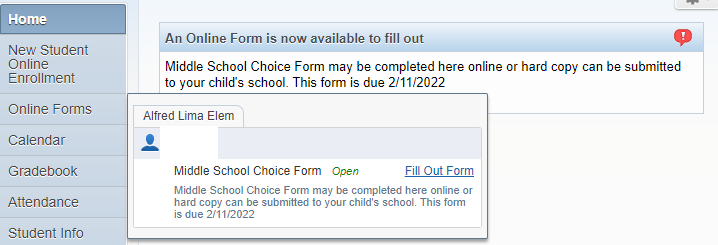 Home
New Student
Online
Enrollment
Online Forms
Calendar
Gradebook
Attendance
Student Info
An Online Form is now available to fill out
Middle School Choice Form may be completed here online or hard copy can be submitted
to your child's school. This form is due 2/11/2022
Alfred Lima Elem
Middle School Choice Form Open Fill Out Form
Middle School Choice Form may be completed here online or
hard copy can be submitted to your child's school. This form
is due 2/11/2022